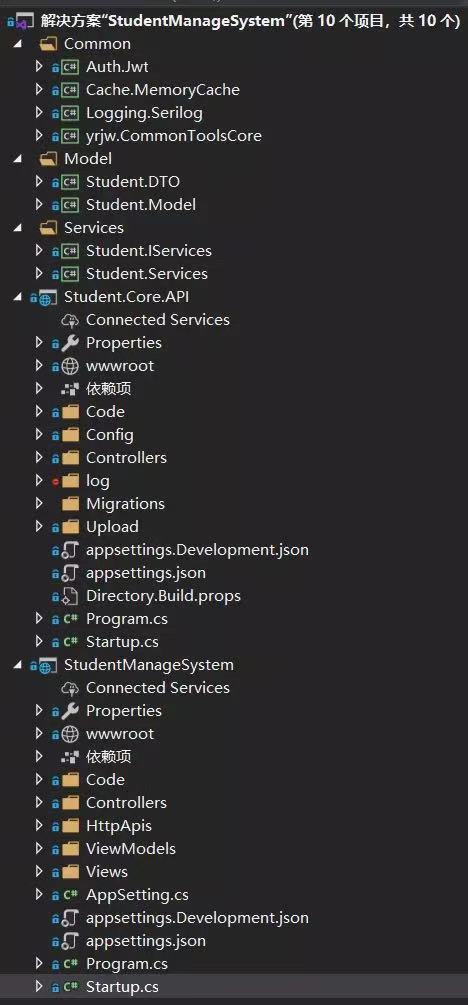 解决方案"StudentManageSystem"(第 10 个项目，共 10 个)
Common
C# Auth.Jwt
C# Cache.MemoryCache
C# Logging.Serilog
C# yrjw.CommonToolsCore
Model
C# Student.DTO
C# Student.Model
Services
C# Student.IServices
C# Student.Services
Student.Core.API
Connected Services
Properties
wwwroot
依赖项
Code
Config
Controllers
log
Migrations
Upload
appsettings.Development.json
appsettings.json
Directory.Build.props
C# Program.cs
C# Startup.cs
StudentManageSystem
Connected Services
Properties
wwwroot
依赖项
Code
Controllers
HttpApis
ViewModels
Views
C# AppSetting.cs
appsettings.Development.json
appsettings.json
C# Program.cs
C# Startup.cs